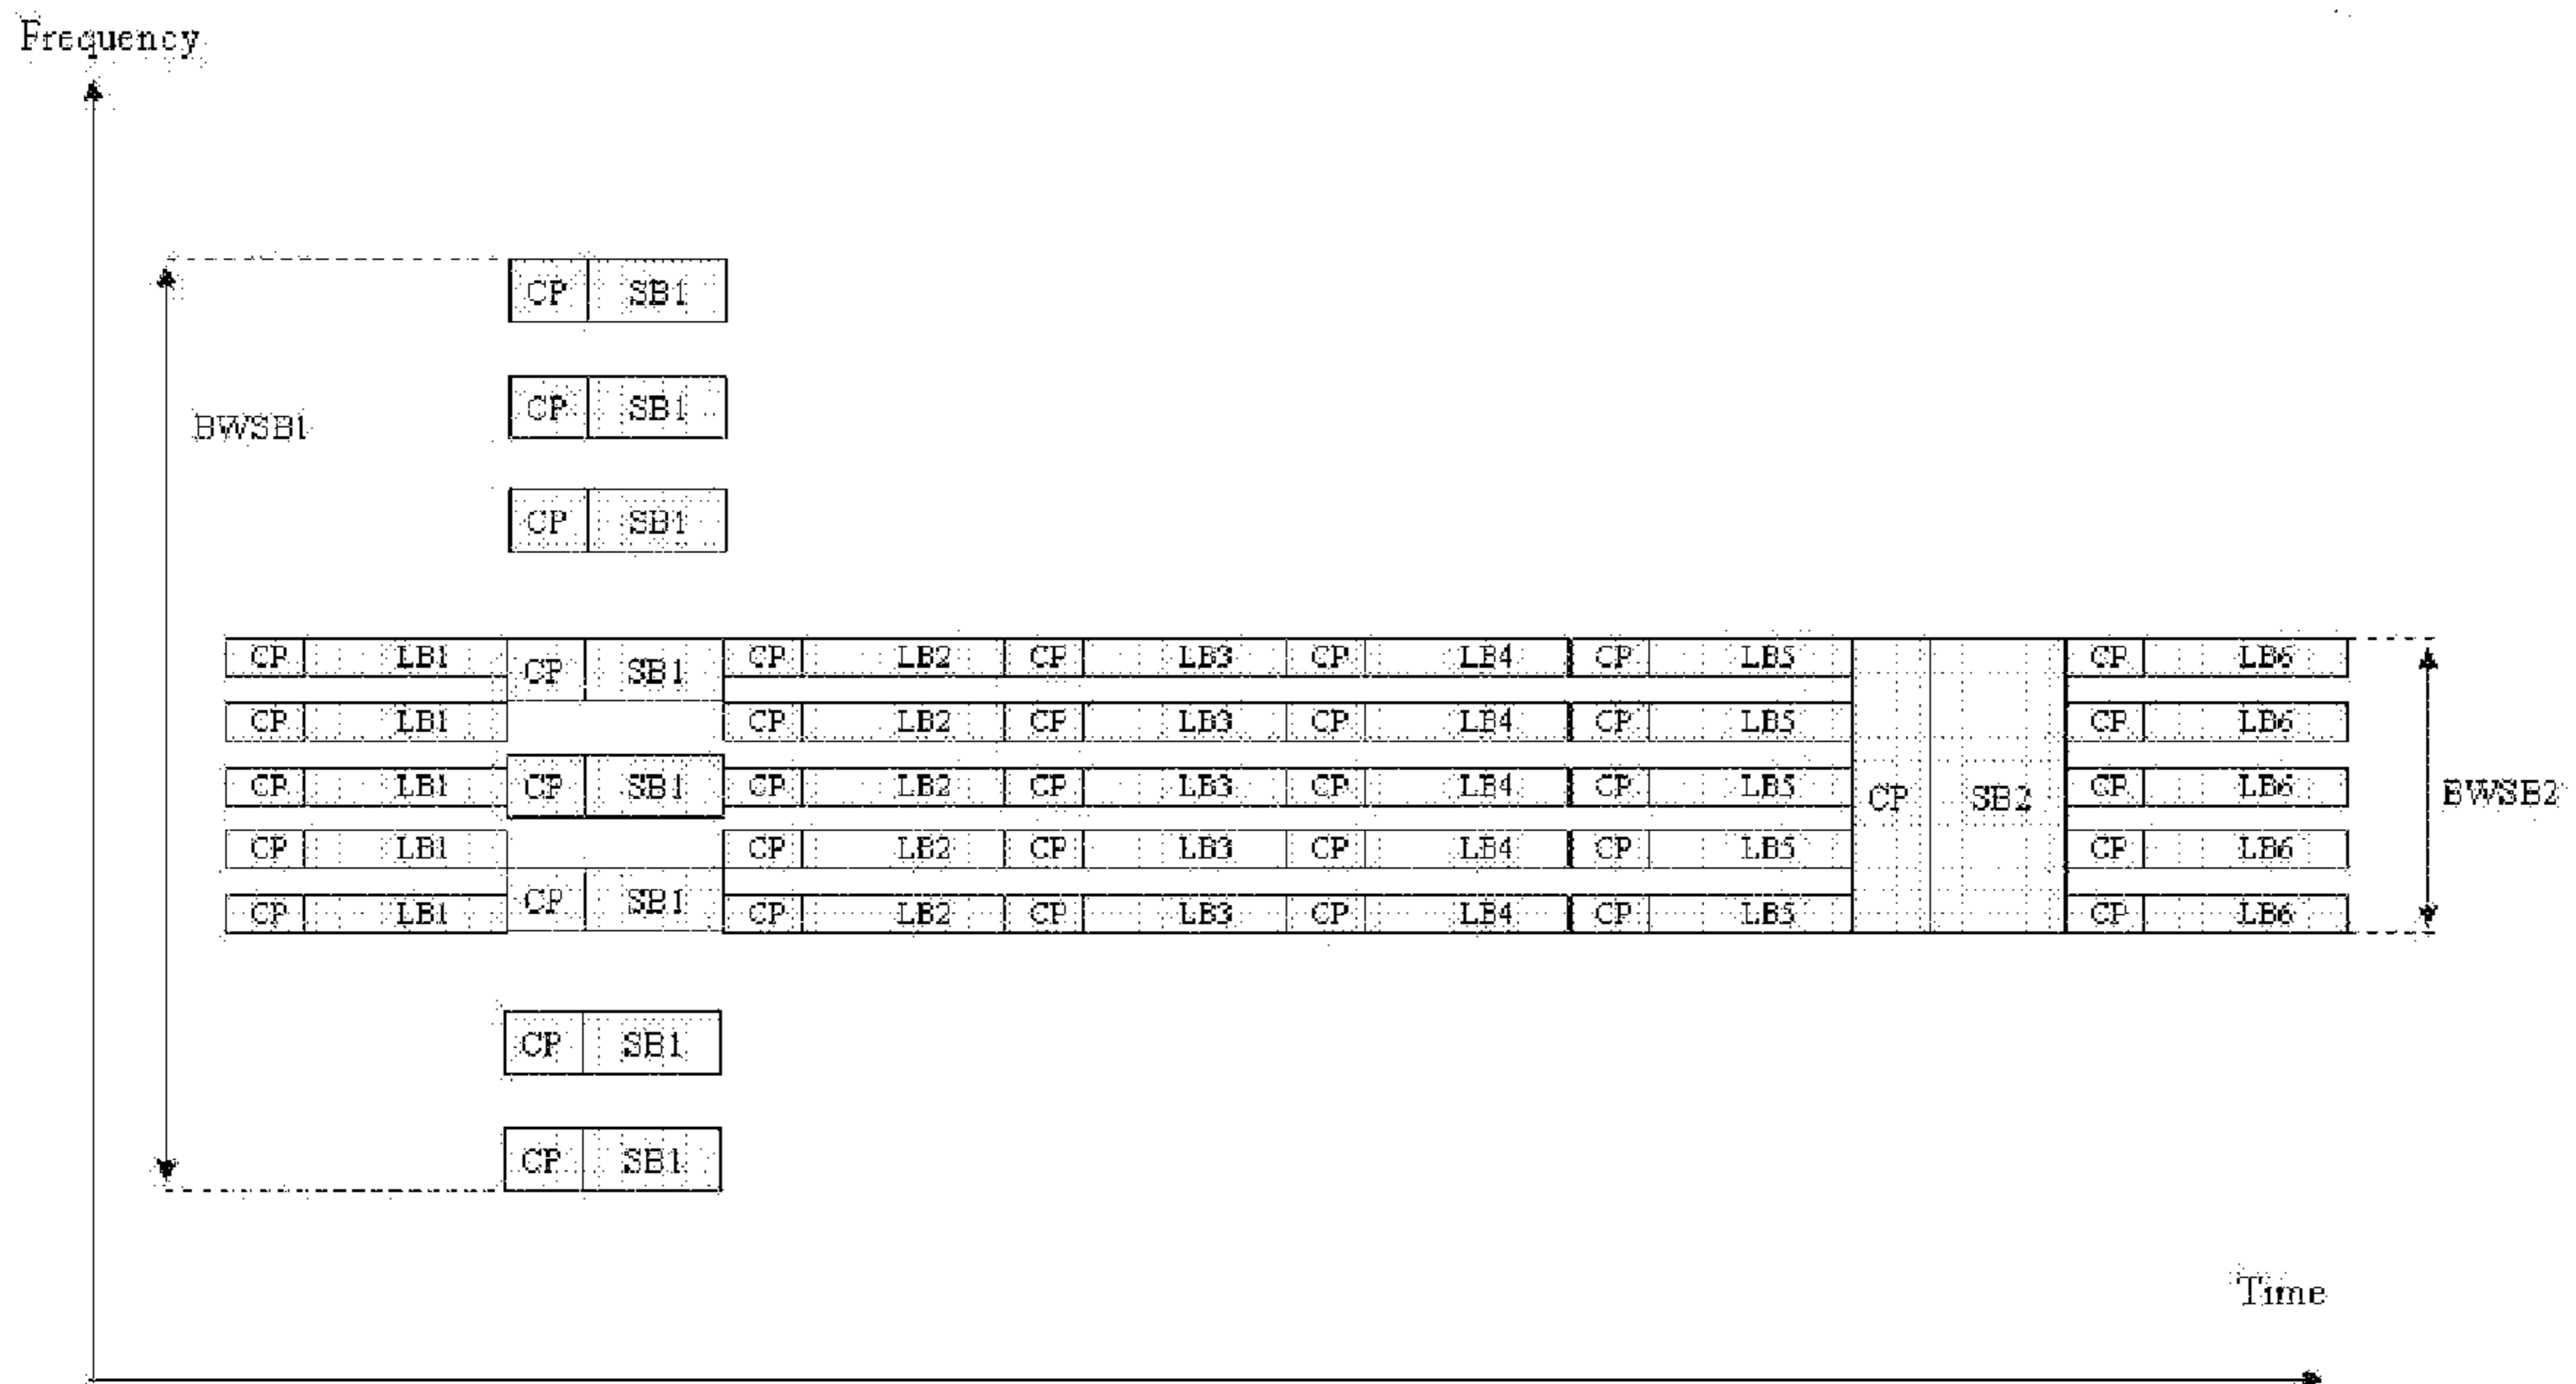 Frequency
CP SB1
CP SB1
BWSB1
CP SB1
CP LB1 CP SB1 CP LB2 CP LB3 CP LB4 CP LB5 CP LB6
CP LB1 CP LB2 CP LB3 CP LB4 CP LB5 CP LB6
CP LB1 CP SB1 CP LB2 CP LB3 CP LB4 CP LB5 CP SB2 CP LB6 BWSB2
CP LB1 CP LB2 CP LB3 CP LB4 CP LB5 CP LB6
CP LB1 CP SB1 CP LB2 CP LB3 CP LB4 CP LB5 CP LB6
CP SB1
CP SB1
Time